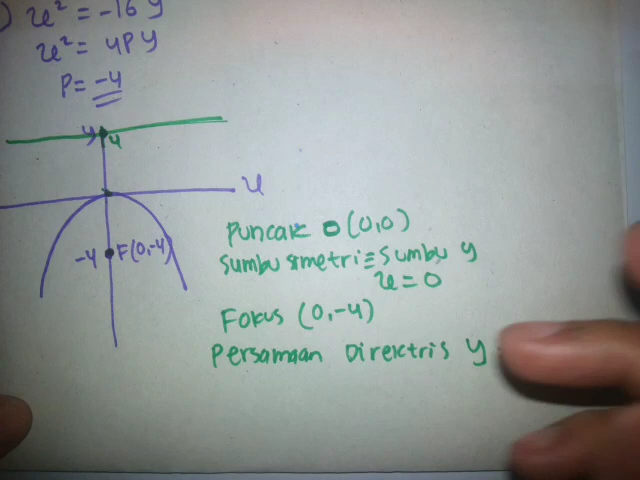 ) x² = -16 y
x² = 4P y
P = -4
y
4
x
-4
F(0,-4)
Puncak O (0,0)
Sumbu simetri = Sumbu y
x = 0
Fokus (0,-4)
Persamaan Direktris y